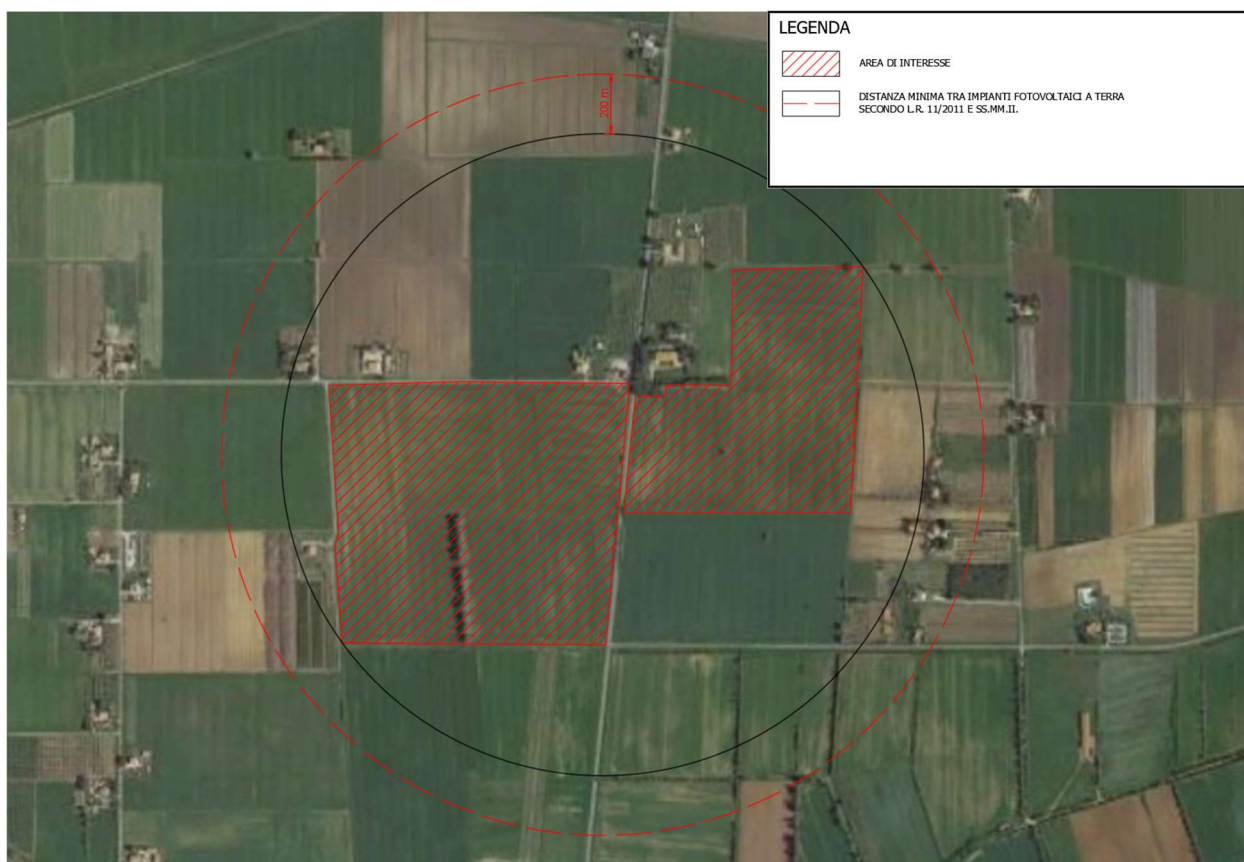 LEGENDA
AREA DI INTERESSE
DISTANZA MINIMA TRA IMPIANTI FOTOVOLTAICI A TERRA
SECONDO L.R. 11/2011 E SS.MM.II.
200 m